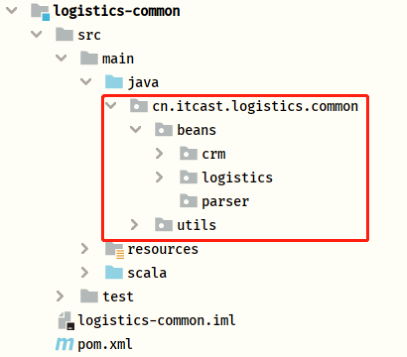 logistics-common
src
main
java
cn.itcast.logistics.common
beans
crm
logistics
parser
utils
resources
scala
test
logistics-common.iml
pom.xml